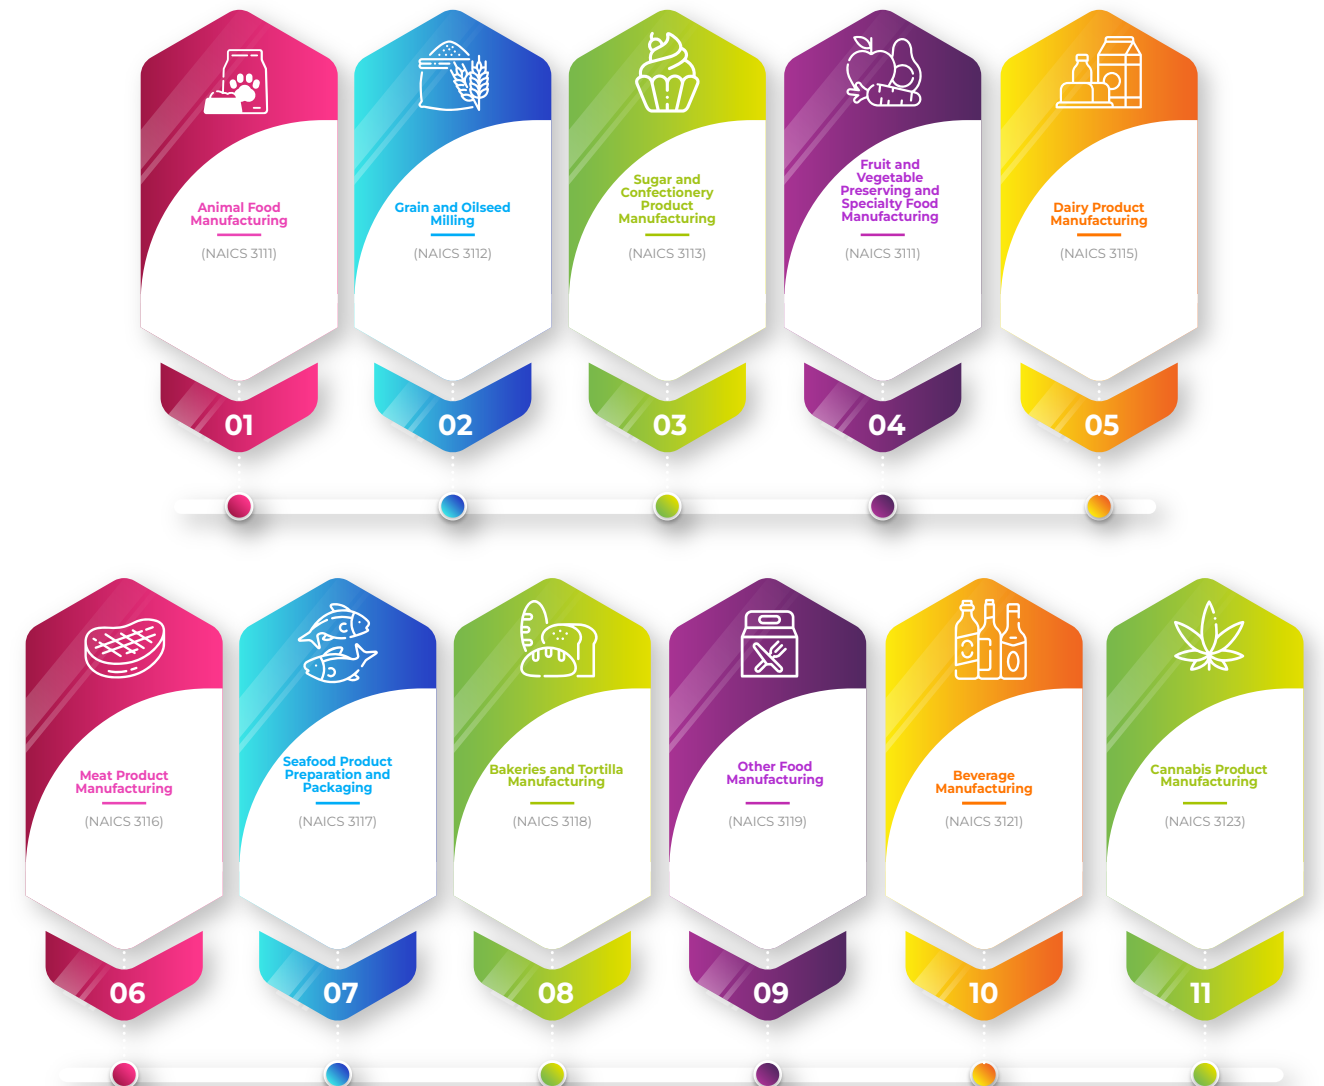 Animal Food
Manufacturing
(NAICS 3111)
01
Grain and Oilseed
Milling
(NAICS 3112)
02
Sugar and
Confectionery
Product
Manufacturing
(NAICS 3113)
03
Fruit and
Vegetable
Preserving and
Specialty Food
Manufacturing
(NAICS 3111)
04
Dairy Product
Manufacturing
(NAICS 3115)
05
Meat Product
Manufacturing
(NAICS 3116)
06
Seafood Product
Preparation and
Packaging
(NAICS 3117)
07
Bakeries and Tortilla
Manufacturing
(NAICS 3118)
08
Other Food
Manufacturing
(NAICS 3119)
09
Beverage
Manufacturing
(NAICS 3121)
10
Cannabis Product
Manufacturing
(NAICS 3123)
11